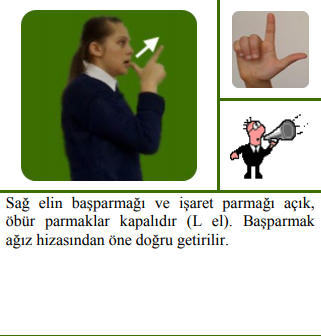 Sağ elin başparmağı ve işaret parmağı açık,
öbür parmaklar kapalıdır (L el). Başparmak
ağız hizasından öne doğru getirilir.